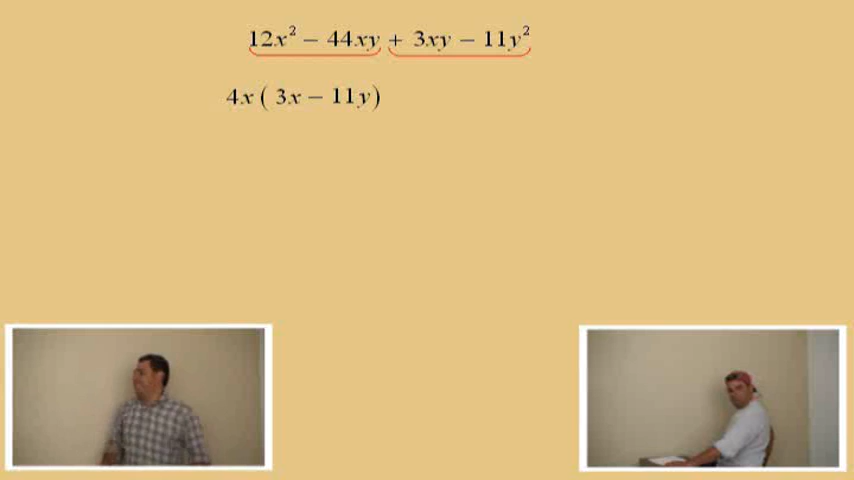 12x² − 44xy + 3xy − 11y²
4x ( 3x − 11y)